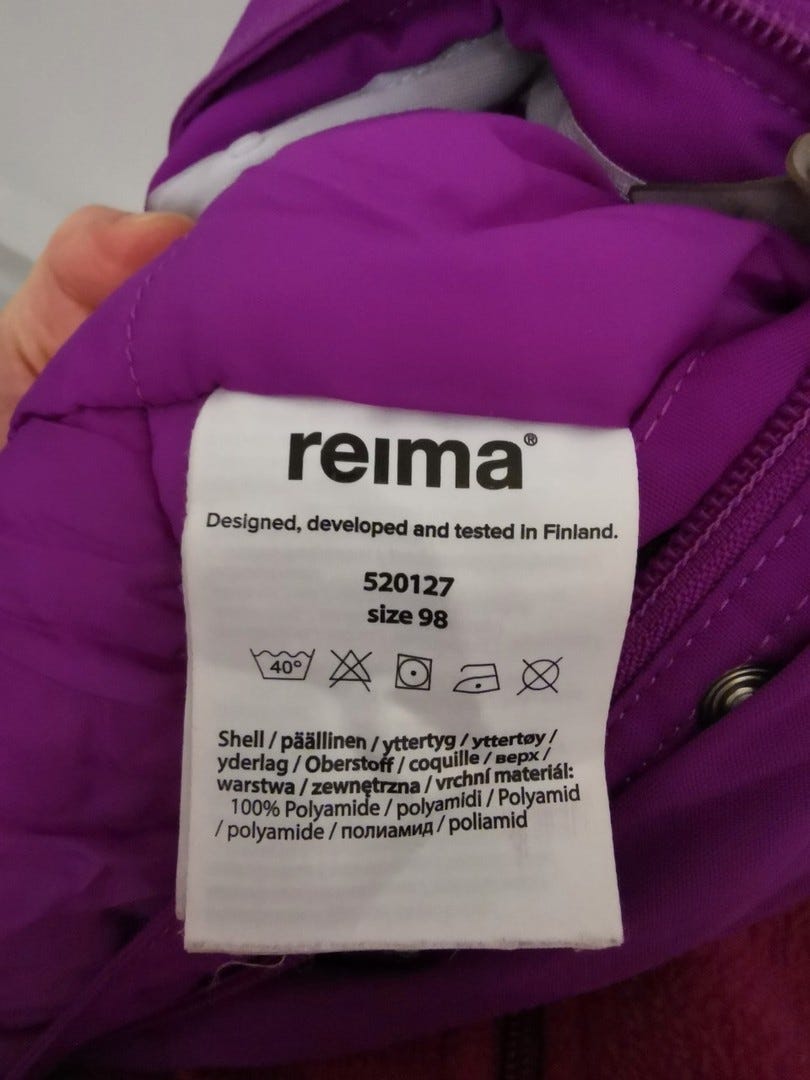 reima®
Designed, developed and tested in Finland.
520127
size 98
40°
Shell / päällinen / yttertyg / yttertøy /
yderlag / Oberstoff / coquille / верх /
warstwa / zewnętrzna / vrchní materiál:
100% Polyamide / polyamidi / Polyamid
/ polyamide / полиамид / poliamid